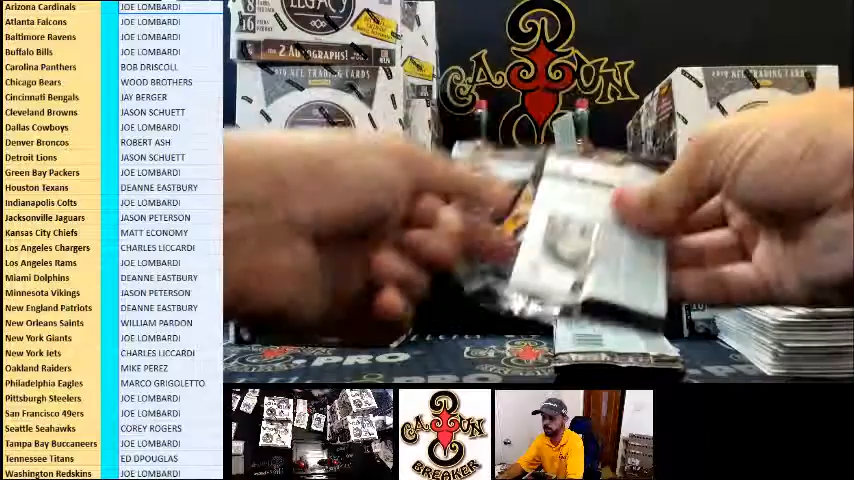 Arizona Cardinals JOE LOMBARDI
Atlanta Falcons JOE LOMBARDI
Baltimore Ravens JOE LOMBARDI
Buffalo Bills JOE LOMBARDI
Carolina Panthers BOB DRISCOLL
Chicago Bears WOOD BROTHERS
Cincinnati Bengals JAY BERGER
Cleveland Browns JASON SCHUETT
Dallas Cowboys JOE LOMBARDI
Denver Broncos ROBERT ASH
Detroit Lions JASON SCHUETT
Green Bay Packers JOE LOMBARDI
Houston Texans DEANNE EASTBURY
Indianapolis Colts JOE LOMBARDI
Jacksonville Jaguars JASON PETERSON
Kansas City Chiefs MATT ECONOMY
Los Angeles Chargers CHARLES LICCARDI
Los Angeles Rams JOE LOMBARDI
Miami Dolphins DEANNE EASTBURY
Minnesota Vikings JASON PETERSON
New England Patriots DEANNE EASTBURY
New Orleans Saints WILLIAM PARDON
New York Giants JOE LOMBARDI
New York Jets CHARLES LICCARDI
Oakland Raiders MIKE PEREZ
Philadelphia Eagles MARCO GRIGOLETTO
Pittsburgh Steelers JOE LOMBARDI
San Francisco 49ers JOE LOMBARDI
Seattle Seahawks COREY ROGERS
Tampa Bay Buccaneers JOE LOMBARDI
Tennessee Titans ED DPOUGLAS
Washington Redskins JOE LOMBARDI
LEGACY
8
16
2 AUTOGRAPHS!
2019 NFL TRADING CARDS
CAJUN
PRO
CAJUN
BREAKER